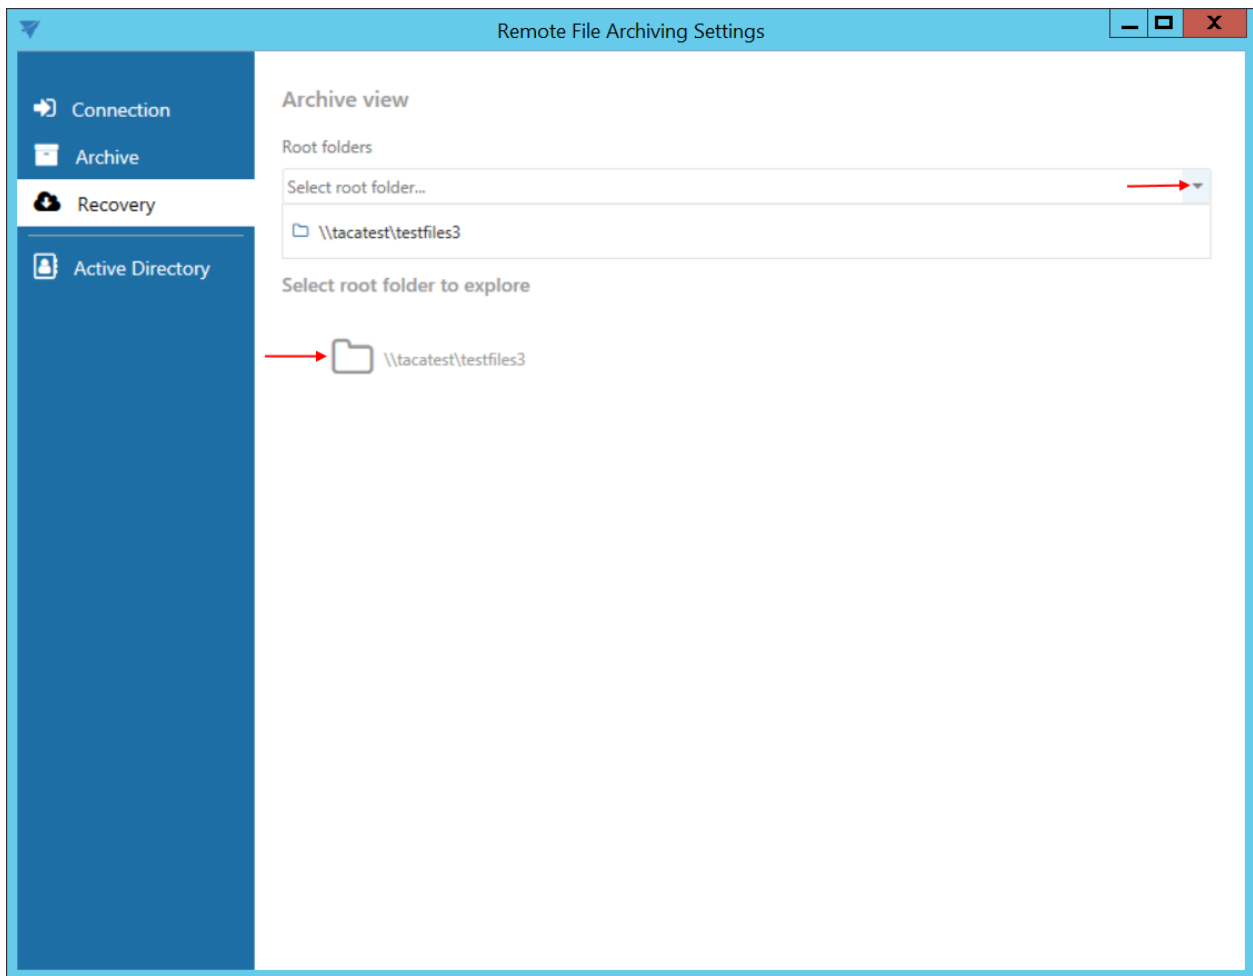 Remote File Archiving Settings
Connection
Archive
Recovery
Active Directory
Archive view
Root folders
Select root folder...
\\tacatest\testfiles3
Select root folder to explore
\\tacatest\testfiles3